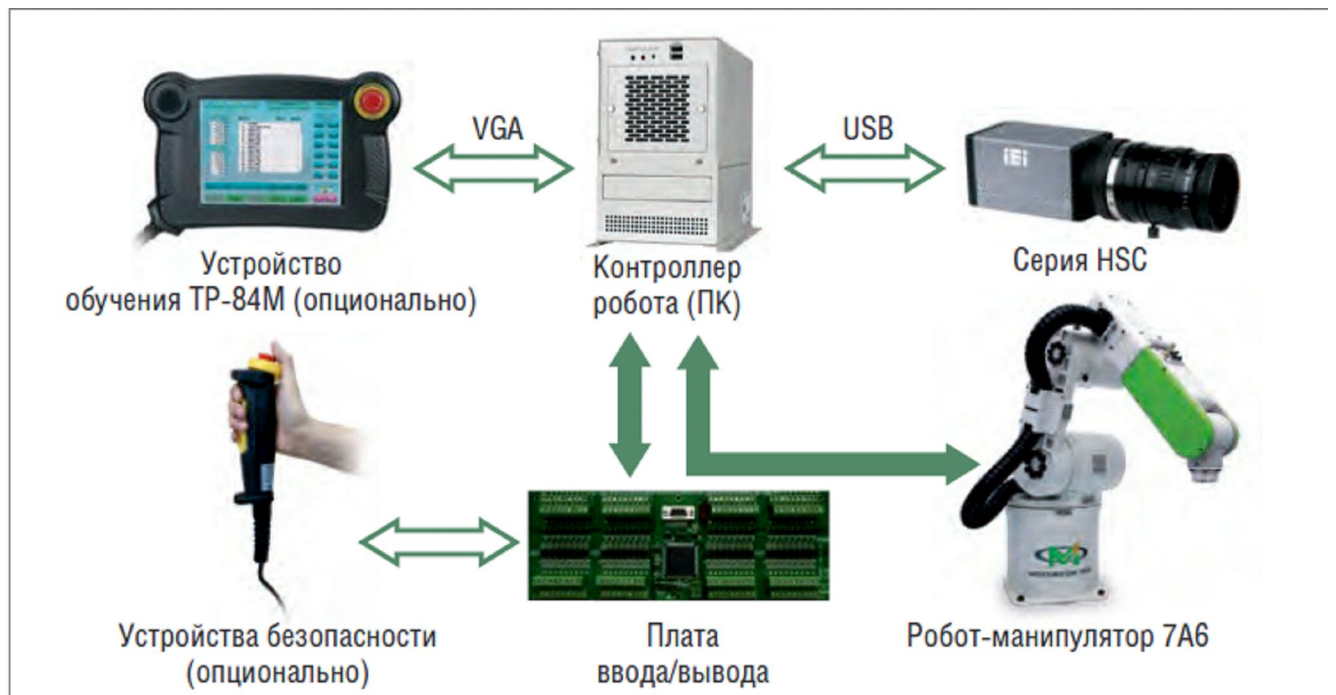 VGA
USB
iEi
Устройство
обучения TP-84M (опционально)
Контроллер
робота (ПК)
Серия HSC
Устройства безопасности
(опционально)
Плата
ввода/вывода
Робот-манипулятор 7A6